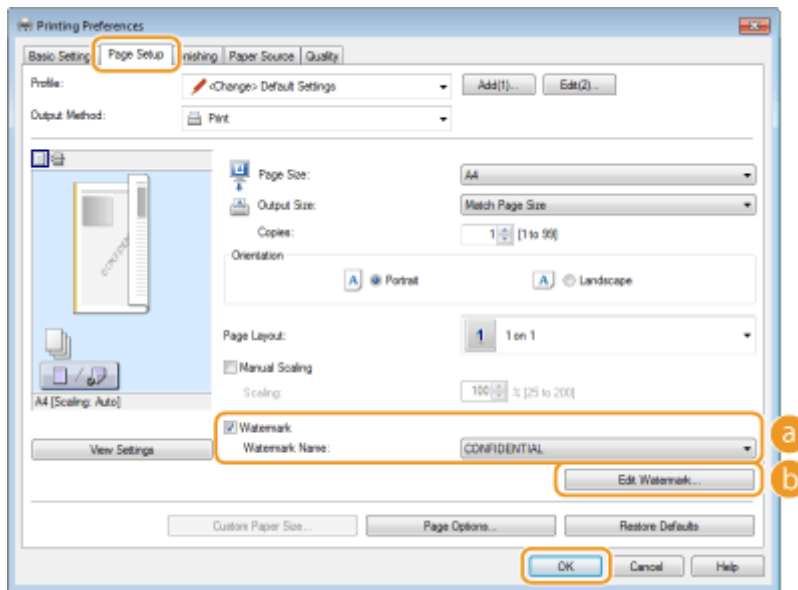 Printing Preferences
Basic Setting Page Setup nishing Paper Source Quality
Profile: <Change> Default Settings Add(1)... Edit(2)...
Output Method: Print
Page Size: A4
Output Size: Match Page Size
Copies: 1 [1 to 99]
Orientation
A Portrait A Landscape
Page Layout: 1 1 on 1
Manual Scaling
Scaling: 100 % [25 to 200]
CONFIDE
A4 [Scaling: Auto]
Watermark a
View Settings Watermark Name: CONFIDENTIAL
Edit Watermark... b
Custom Paper Size... Page Options... Restore Defaults
OK Cancel Help